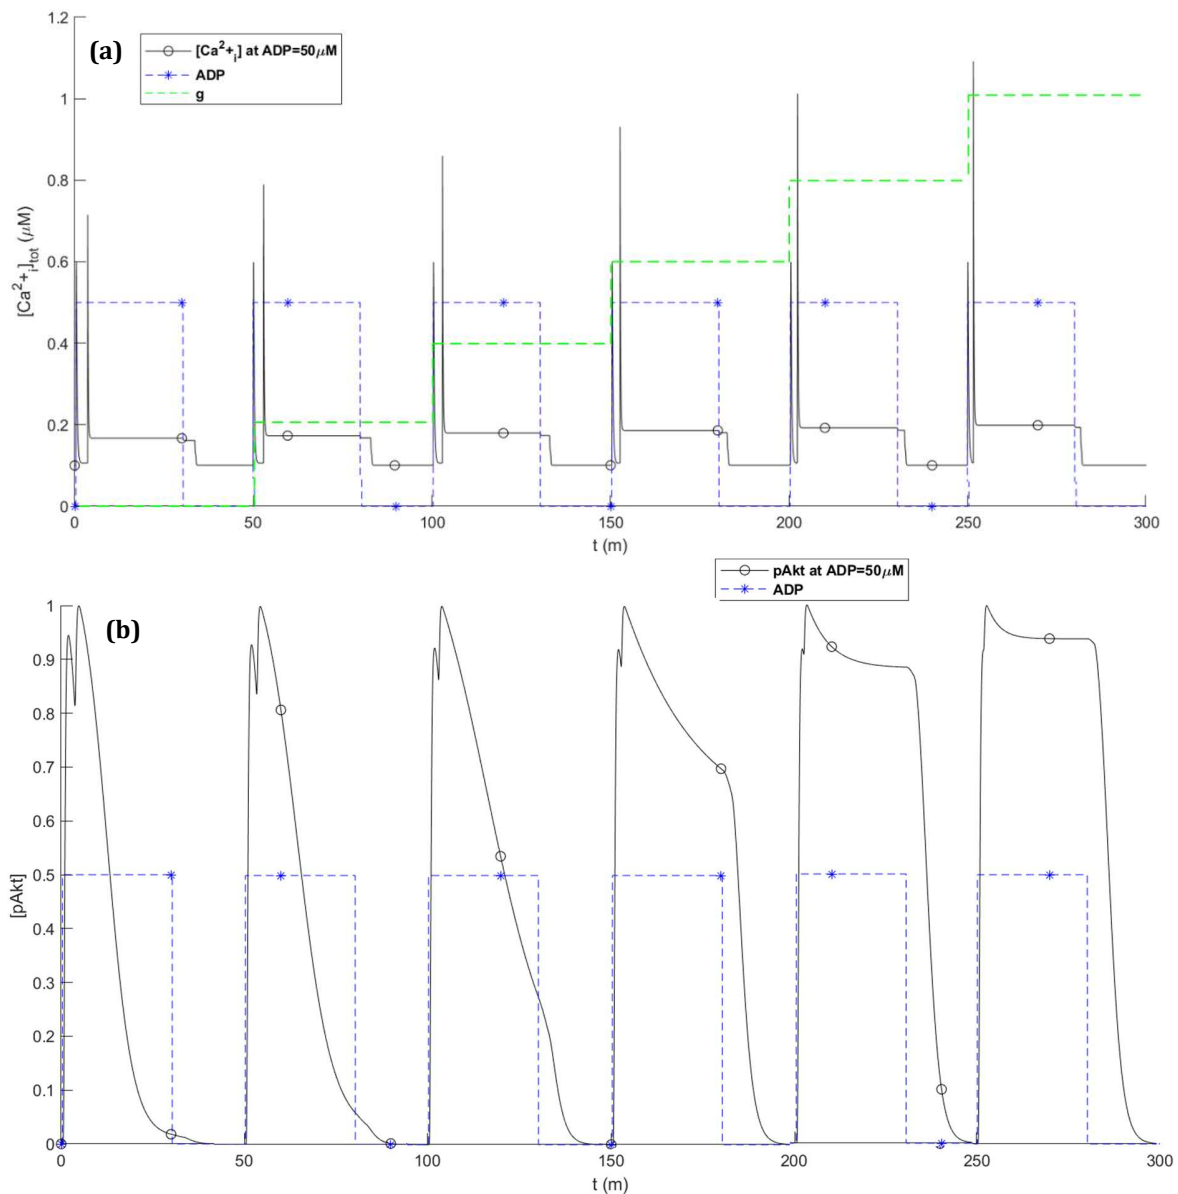 (a)
[Ca²⁺ᵢ] at ADP=50μM
ADP
g
[Ca²⁺ᵢ]tot (μM)
1.2
1
0.8
0.6
0.4
0.2
0
0 50 100 150 200 250 300
t (m)
pAkt at ADP=50μM
ADP
(b)
[pAkt]
1
0.9
0.8
0.7
0.6
0.5
0.4
0.3
0.2
0.1
0
0 50 100 150 200 250 300
t (m)